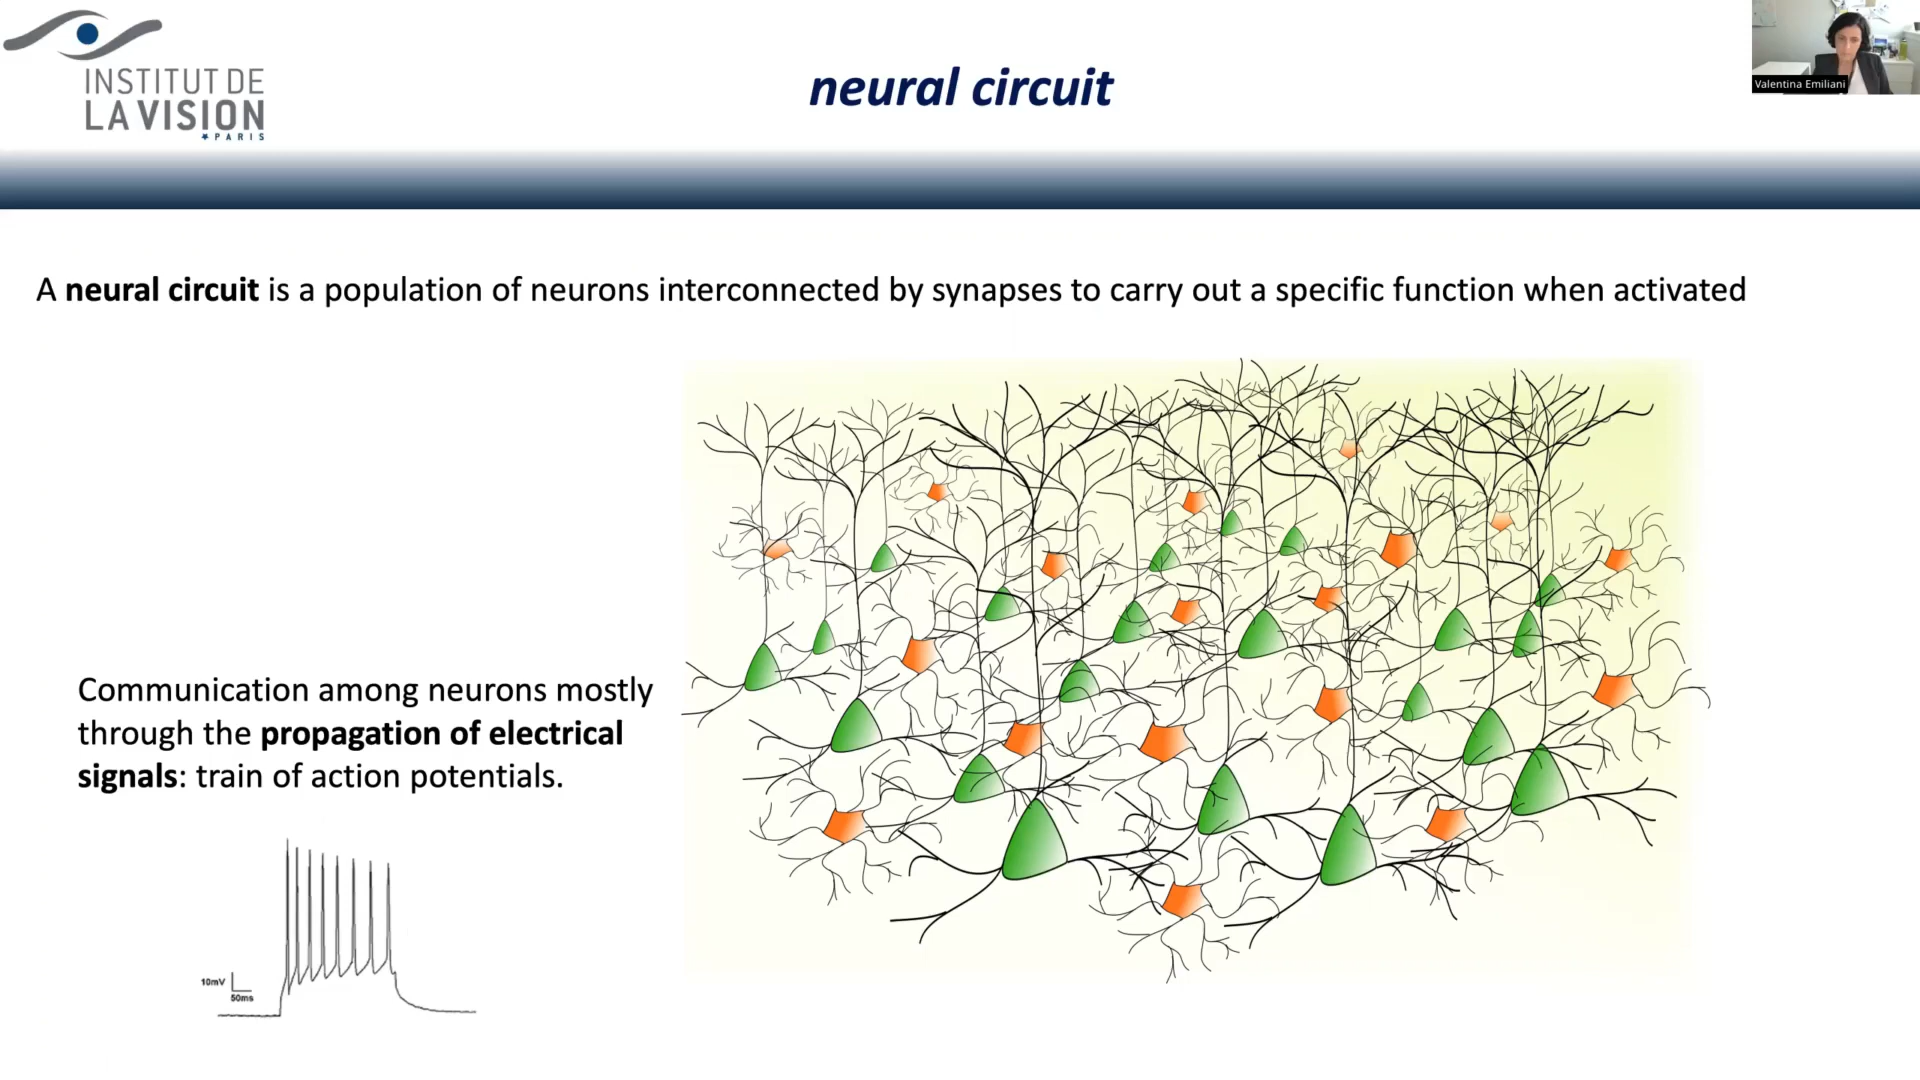 INSTITUT DE
LA VISION
PARIS
neural circuit
Valentina Emiliani
A neural circuit is a population of neurons interconnected by synapses to carry out a specific function when activated
Communication among neurons mostly
through the propagation of electrical
signals: train of action potentials.
10mV
50ms